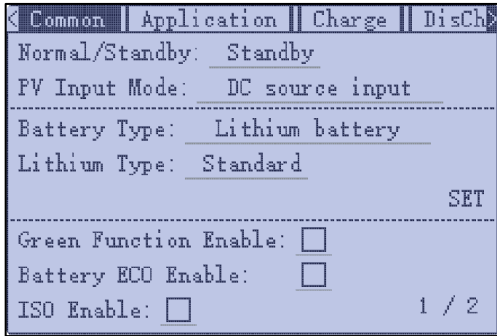 < Common Application Charge DisCh
Normal/Standby: Standby
PV Input Mode: DC source input
Battery Type: Lithium battery
Lithium Type: Standard
SET
Green Function Enable:
Battery ECO Enable:
ISO Enable:
1 / 2